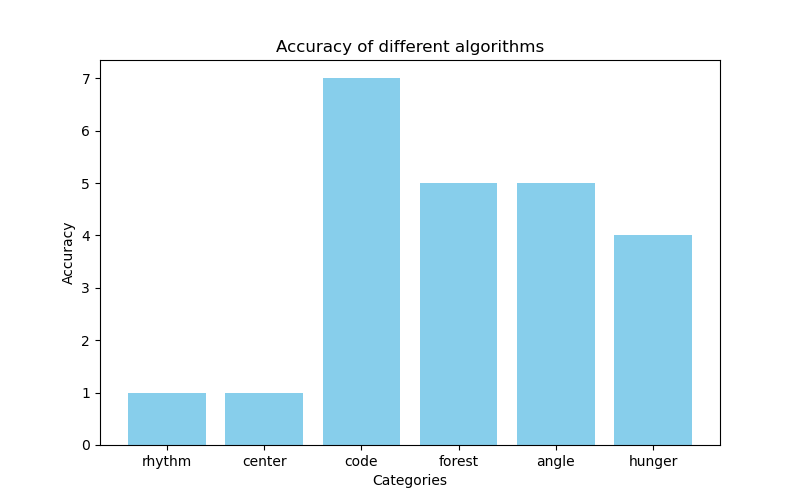 Accuracy of different algorithms
Accuracy
7
6
5
4
3
2
1
0
rhythm center code forest angle hunger
Categories